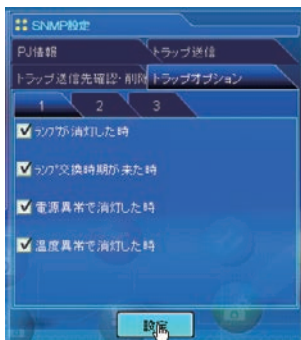 SNMP設定
PJ情報
トラップ送信
トラップ送信先確認・削除
トラップオプション
1 2 3
ﾗﾝﾌﾟが消灯した時
ﾗﾝﾌﾟ交換時期が来た時
電源異常で消灯した時
温度異常で消灯した時
設定